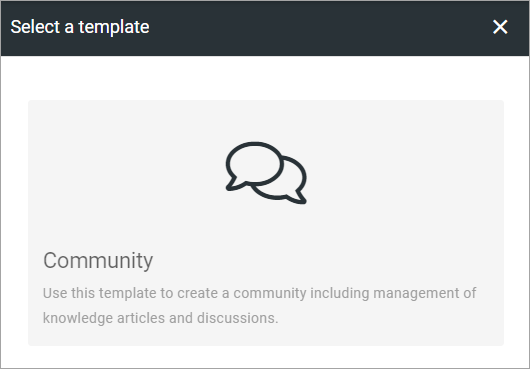 Select a template
Community
Use this template to create a community including management of
knowledge articles and discussions.